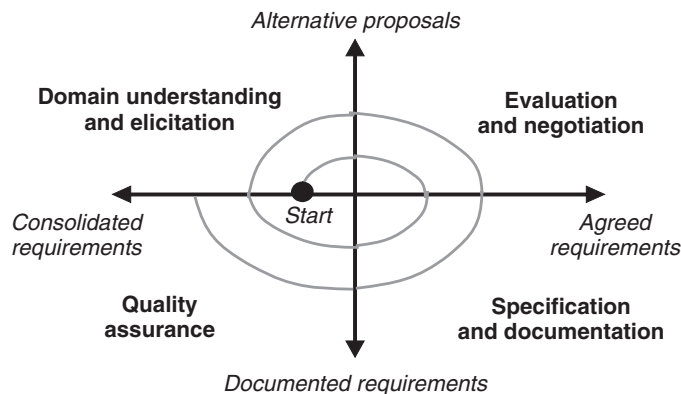 Alternative proposals
Domain understanding
and elicitation
Evaluation
and negotiation
Start
Consolidated
requirements
Agreed
requirements
Quality
assurance
Specification
and documentation
Documented requirements